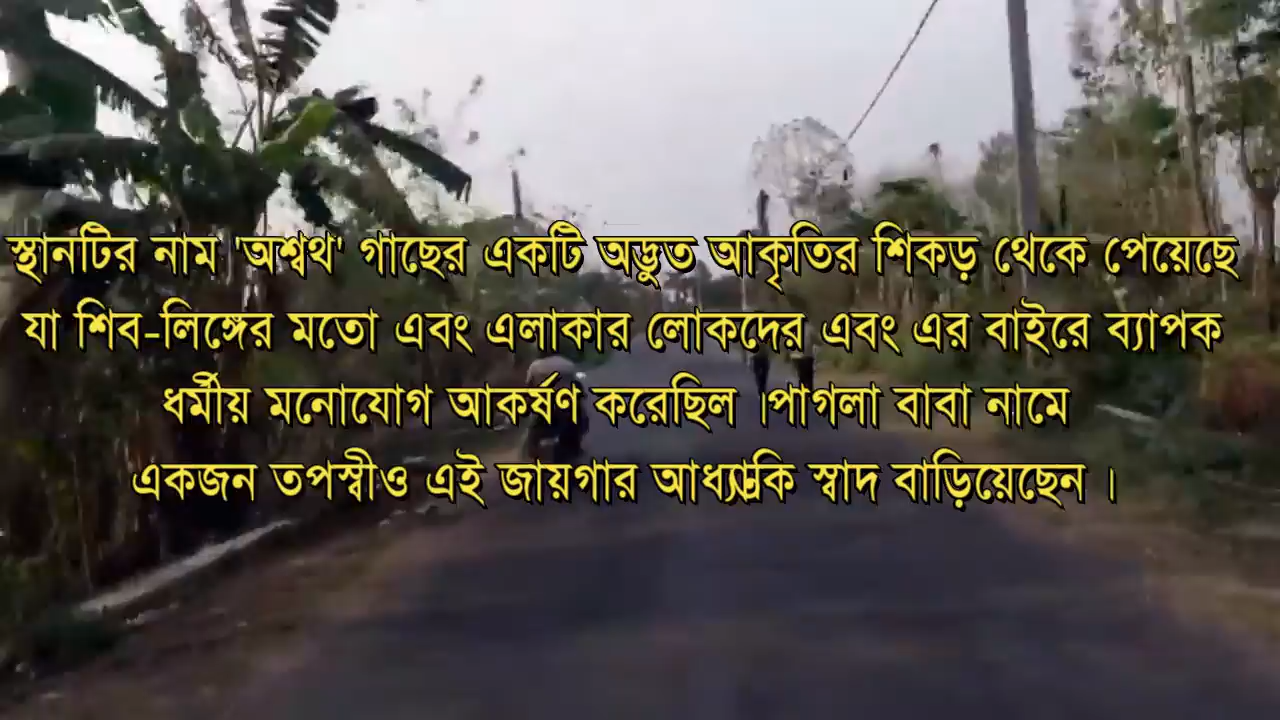 স্থানটির নাম 'অশ্বথ' গাছের একটি অদ্ভুত আকৃতির শিকড় থেকে পেয়েছে
যা শিব-লিঙ্গের মতো এবং এলাকার লোকদের এবং এর বাইরে ব্যাপক
ধর্মীয় মনোযোগ আকর্ষণ করেছিল ।পাগলা বাবা নামে
একজন তপস্বীও এই জায়গার স্বাদ বাড়িয়েছেন ।